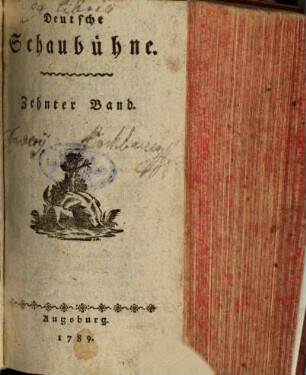 Deutsche
Schaubühne.
Zehnter Band.
Augsburg.
1789.